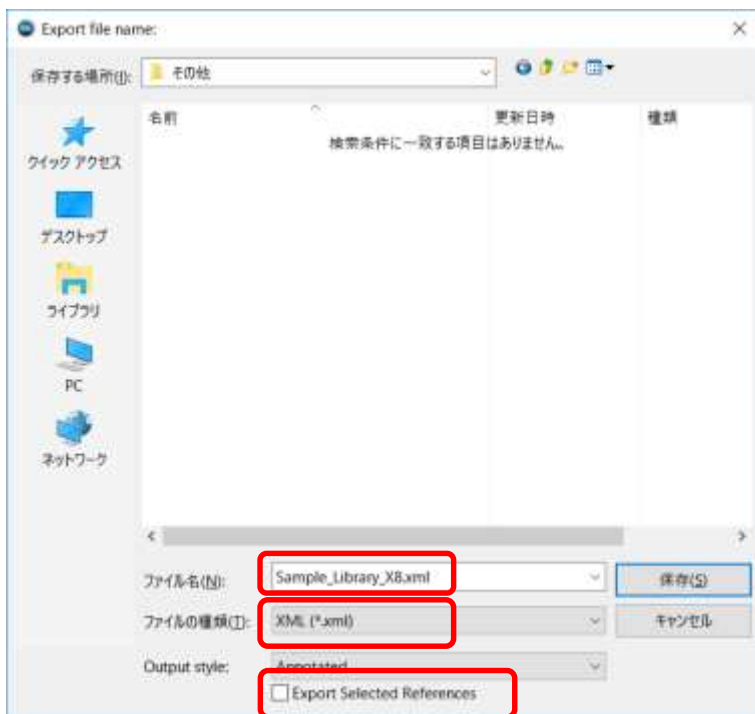 Export file name:
保存する場所(I): その他
名前 更新日時 種類
検索条件に一致する項目はありません。
クイック アクセス
デスクトップ
ライブラリ
PC
ネットワーク
ファイル名(N): Sample_Library_X8.xml 保存(S)
ファイルの種類(T): XML (*.xml) キャンセル
Output style: Annotated
Export Selected References